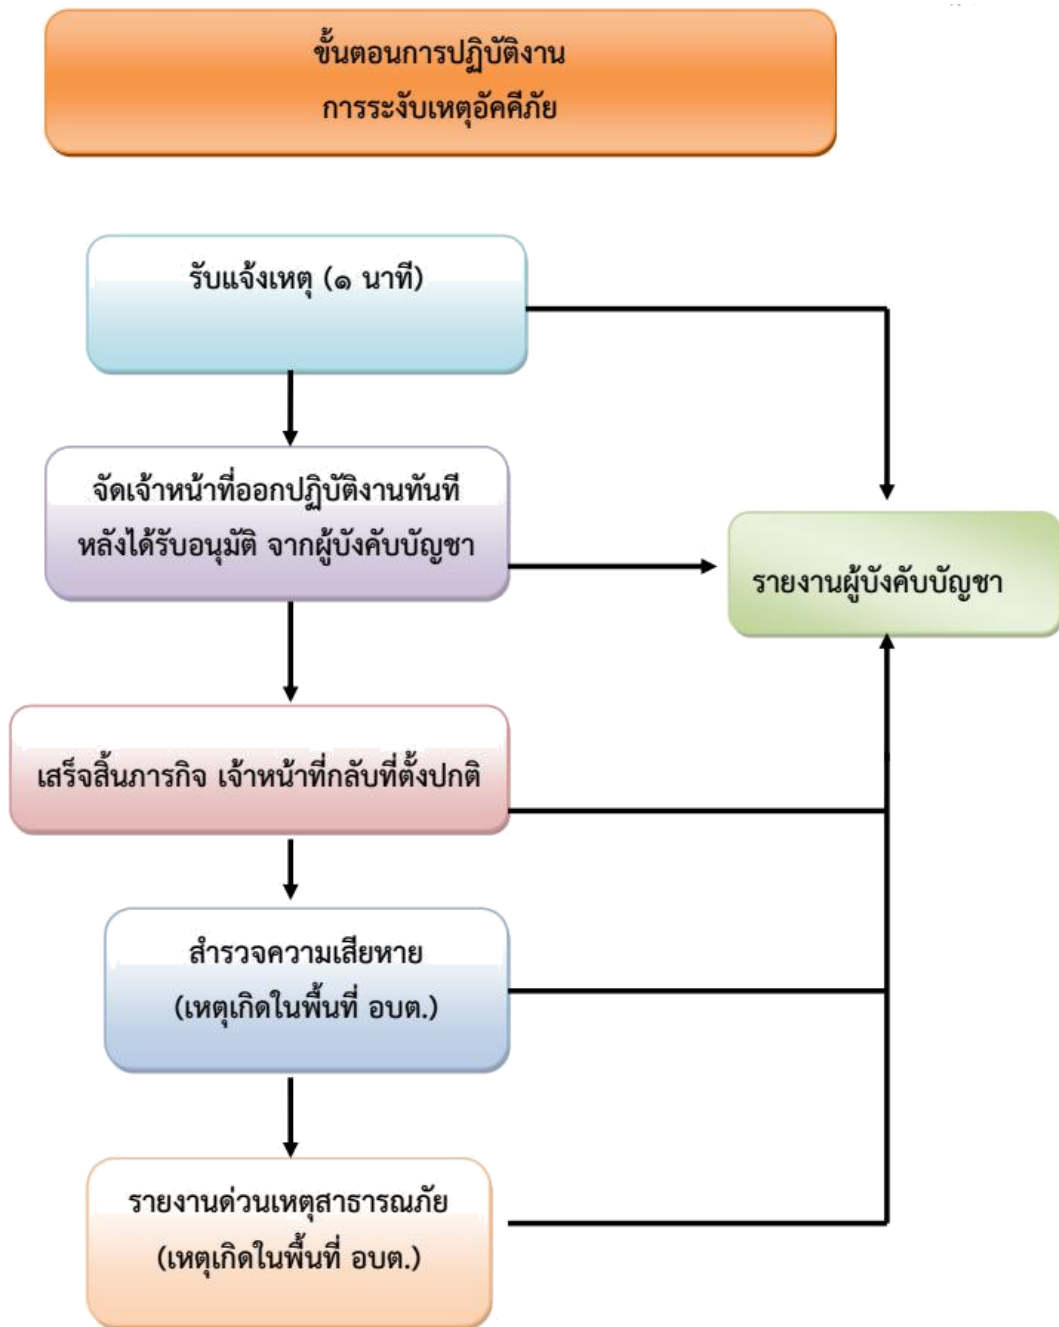 ขั้นตอนการปฏิบัติงาน
การระงับเหตุอัคคีภัย
รับแจ้งเหตุ (๑ นาที)
จัดเจ้าหน้าที่ออกปฏิบัติงานทันที
หลังได้รับอนุมัติ จากผู้บังคับบัญชา
รายงานผู้บังคับบัญชา
เสร็จสิ้นภารกิจ เจ้าหน้าที่กลับที่ตั้งปกติ
สำรวจความเสียหาย
(เหตุเกิดในพื้นที่ อบต.)
รายงานด่วนเหตุสาธารณภัย
(เหตุเกิดในพื้นที่ อบต.)